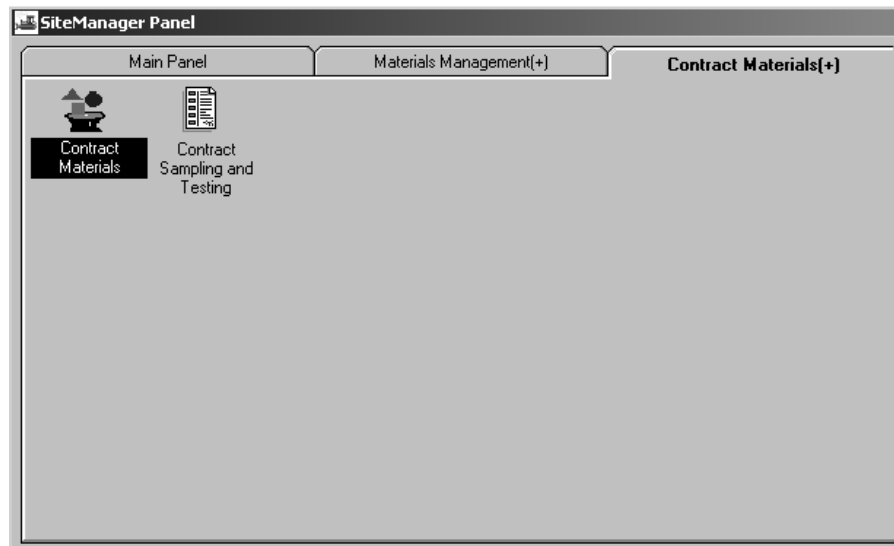 SiteManager Panel
Main Panel
Materials Management(+)
Contract Materials(+)
Contract
Materials
Contract
Sampling and
Testing